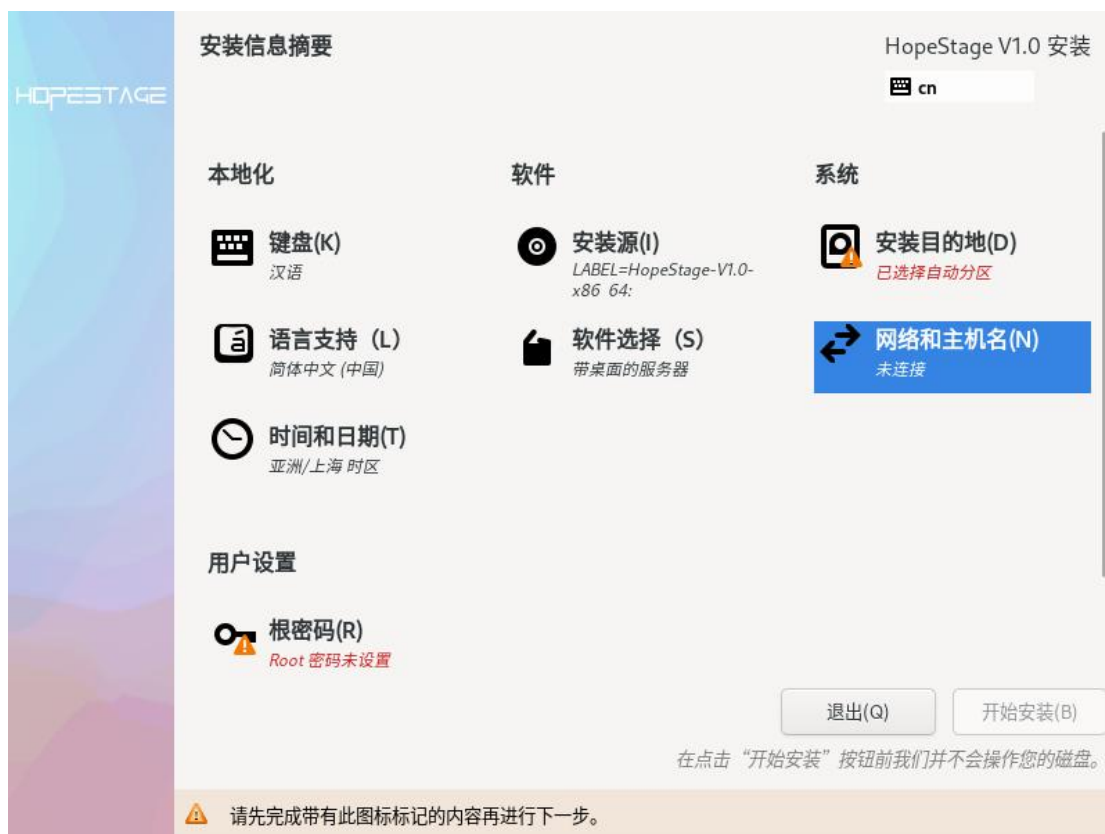 安装信息摘要
HopeStage V1.0 安装
HOPESTAGE
cn
本地化
软件
系统
键盘(K)
汉语
安装源(I)
LABEL=HopeStage-V1.0-
x86 64:
安装目的地(D)
已选择自动分区
语言支持（L）
简体中文 (中国)
软件选择（S）
带桌面的服务器
网络和主机名(N)
未连接
时间和日期(T)
亚洲/上海 时区
用户设置
根密码(R)
Root 密码未设置
退出(Q)
开始安装(B)
在点击“开始安装”按钮前我们并不会操作您的磁盘。
请先完成带有此图标标记的内容再进行下一步。